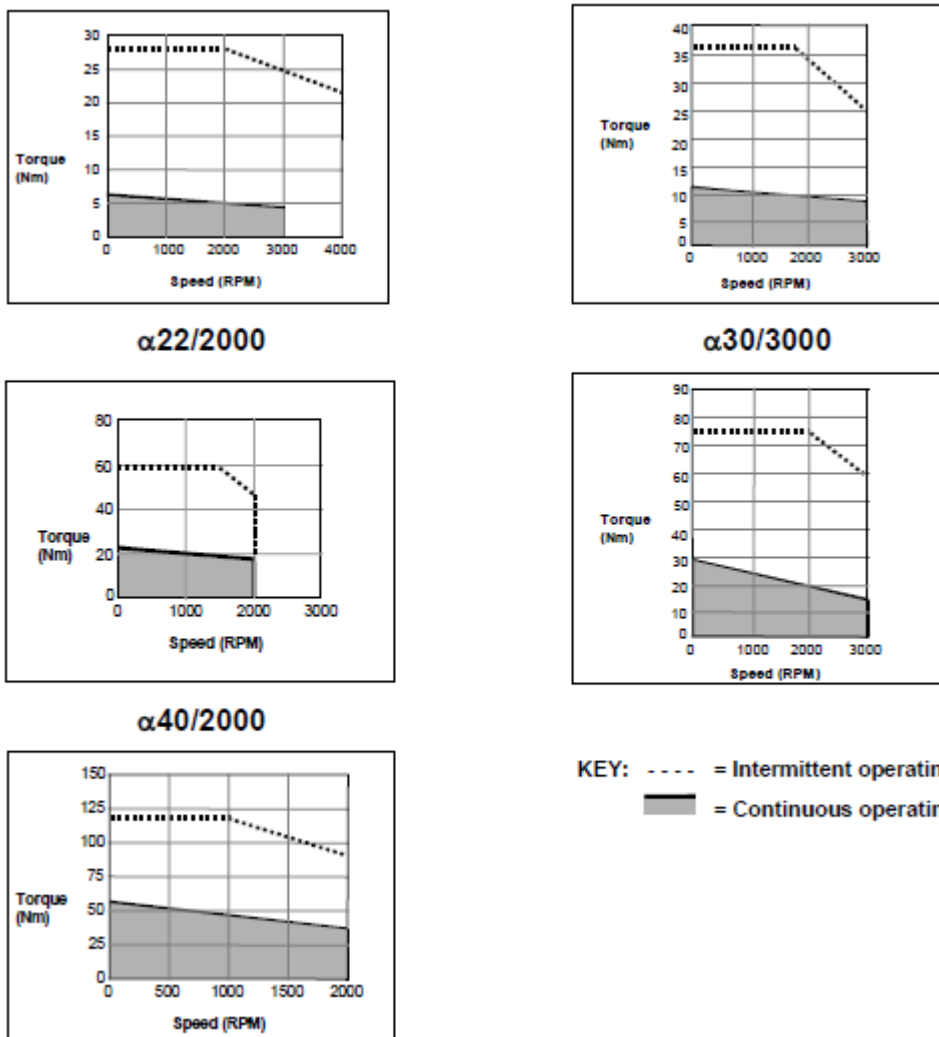 30
25
20
15
10
5
0
Torque
(Nm)
0 1000 2000 3000 4000
Speed (RPM)
40
35
30
25
20
15
10
5
0
Torque
(Nm)
0 1000 2000 3000
Speed (RPM)
α22/2000
α30/3000
80
60
40
20
0
Torque
(Nm)
0 1000 2000 3000
Speed (RPM)
90
80
70
60
50
40
30
20
10
0
Torque
(Nm)
0 1000 2000 3000
Speed (RPM)
α40/2000
150
125
100
75
50
25
0
Torque
(Nm)
0 500 1000 1500 2000
Speed (RPM)
KEY: ---- = Intermittent operatin
= Continuous operatin